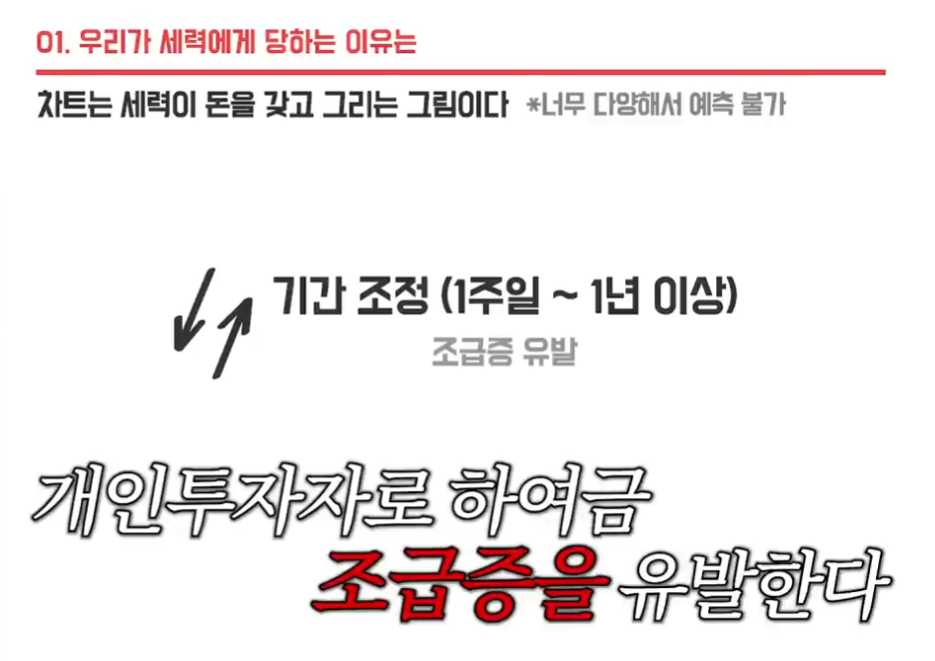 01. 우리가 세력에게 당하는 이유는
차트는 세력이 돈을 갖고 그리는 그림이다 *너무 다양해서 예측 불가
기간 조정 (1주일 ~ 1년 이상)
조급증 유발
개인투자자로 하여금
조급증을 유발한다